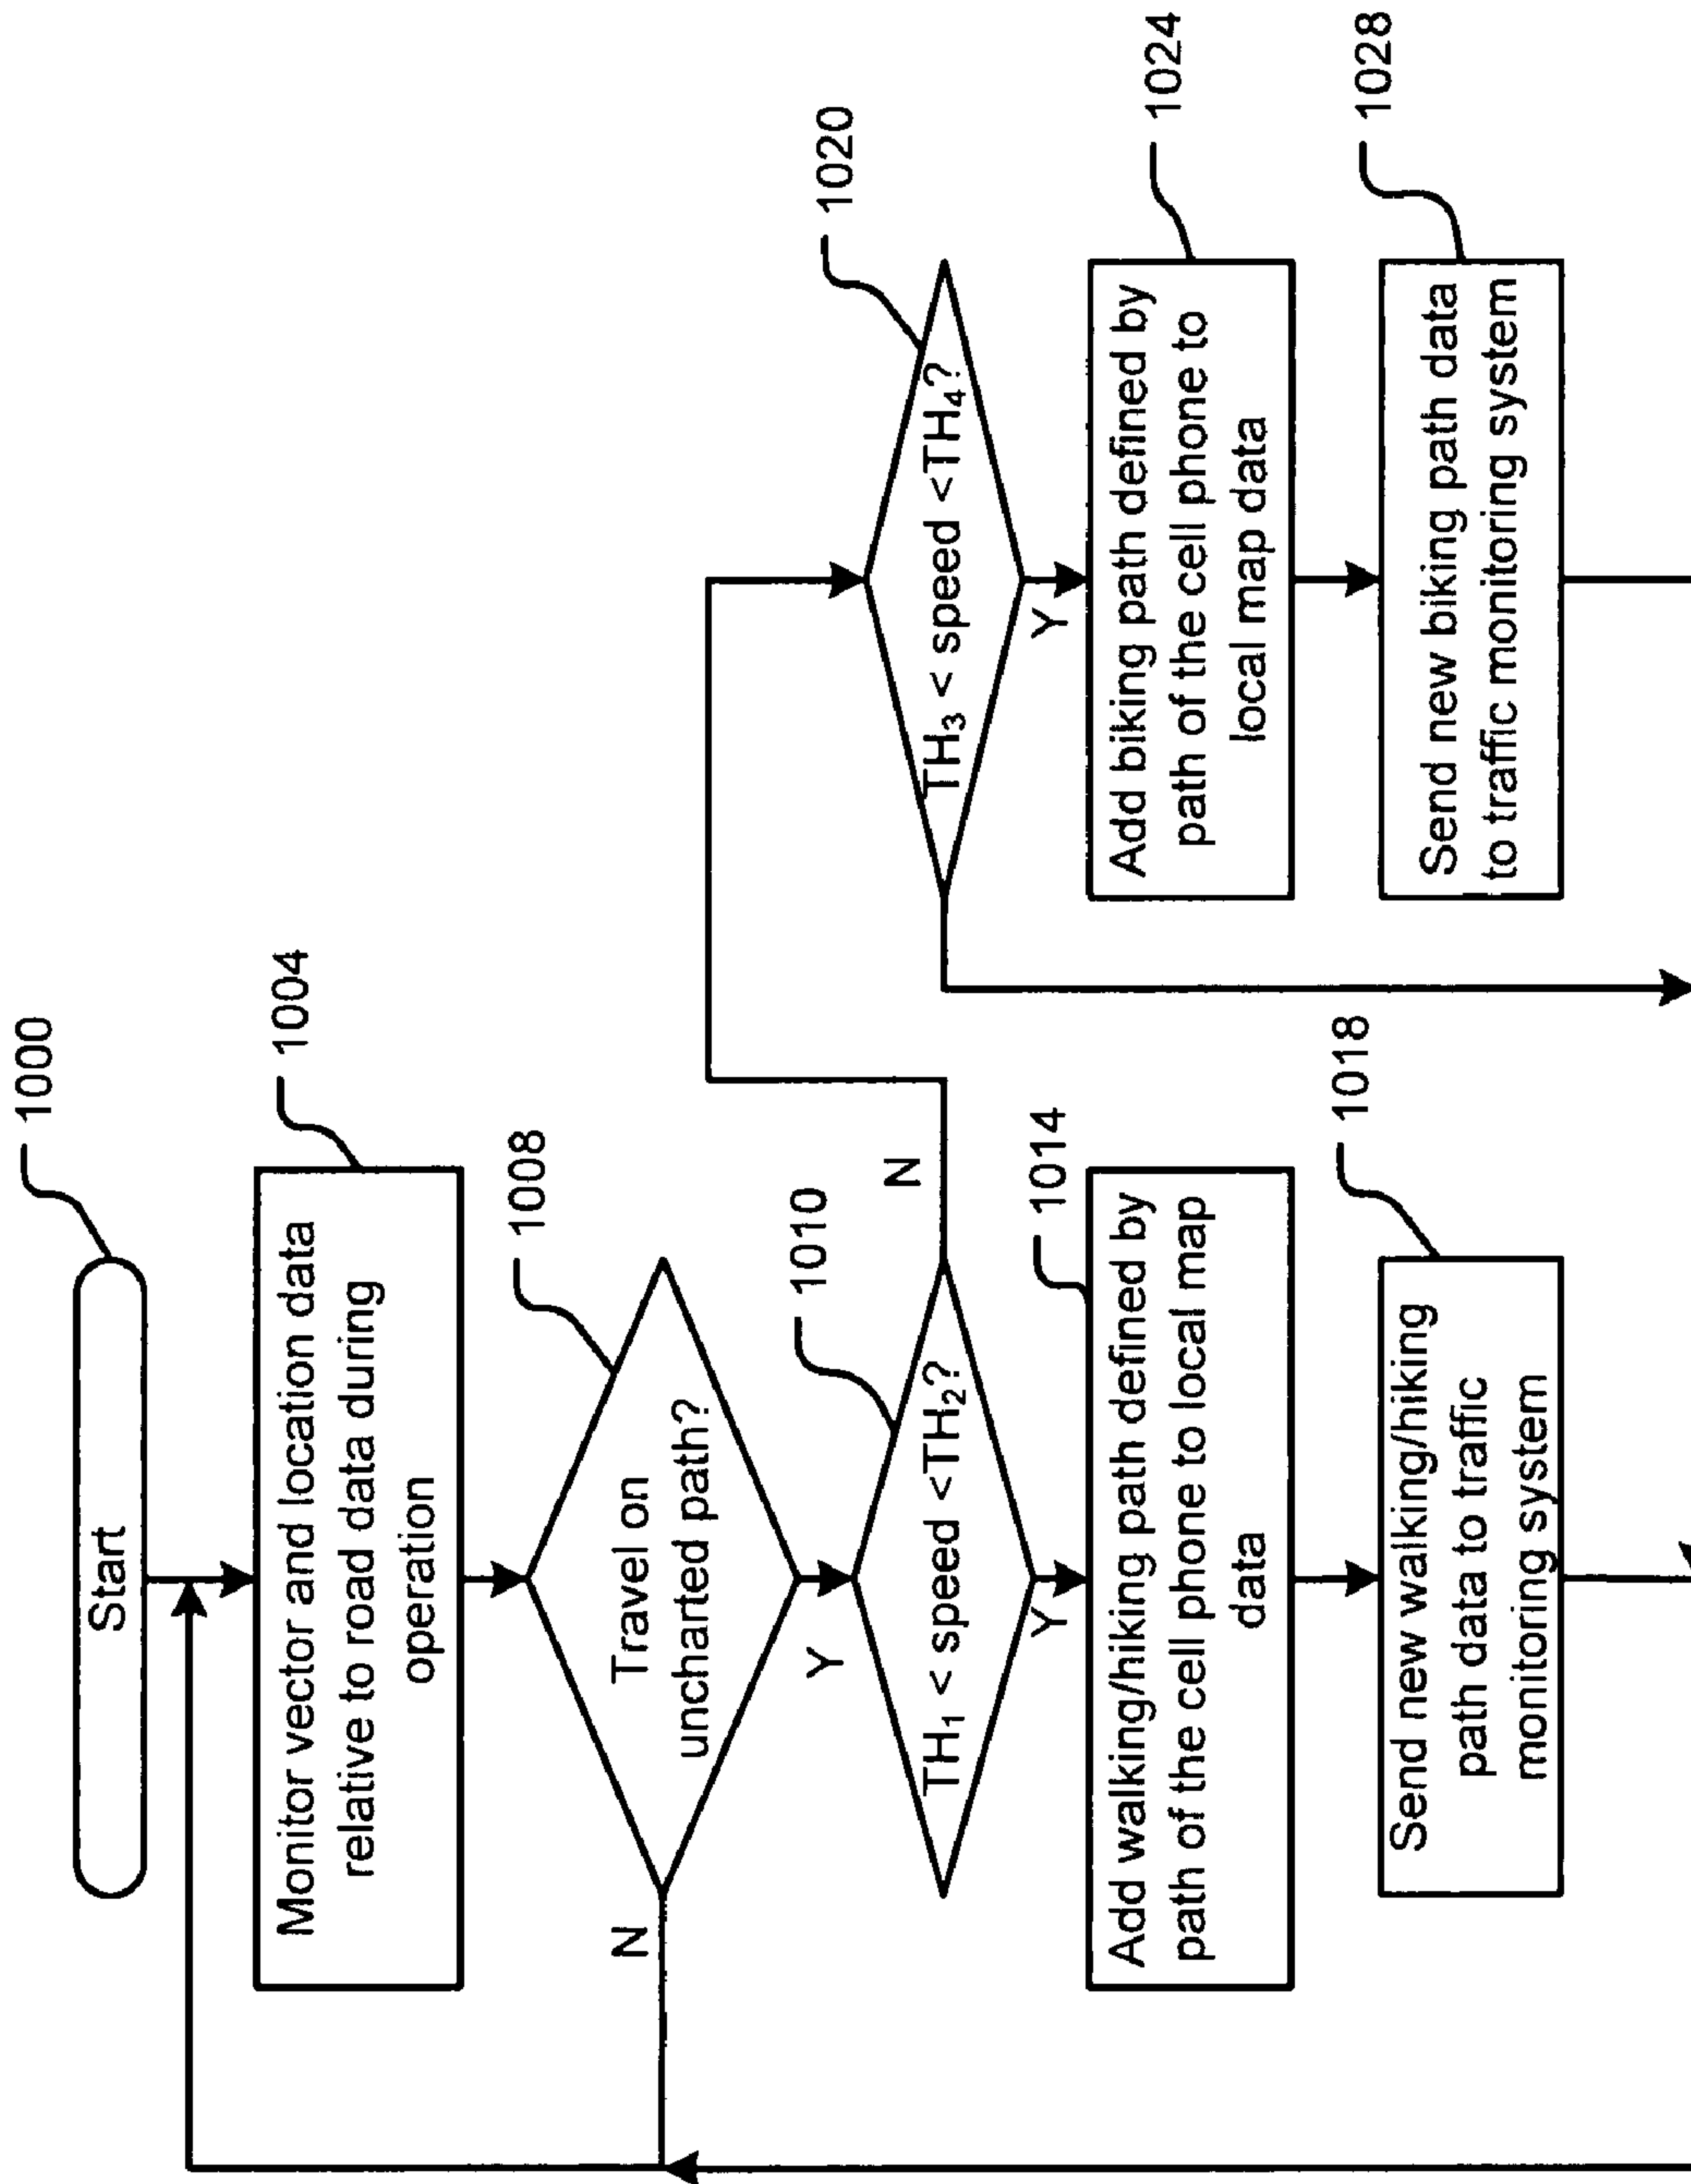 Start
1000
Monitor vector and location data
relative to road data during
operation
1004
Travel on
uncharted path?
1008
N
Y
TH₁ < speed <TH₂?
1010
N
Y
Add walking/hiking path defined by
path of the cell phone to local map
data
1014
Send new walking/hiking
path data to traffic
monitoring system
1018
TH₃ < speed <TH₄?
1020
Y
Add biking path defined by
path of the cell phone to
local map data
1024
Send new biking path data
to traffic monitoring system
1028